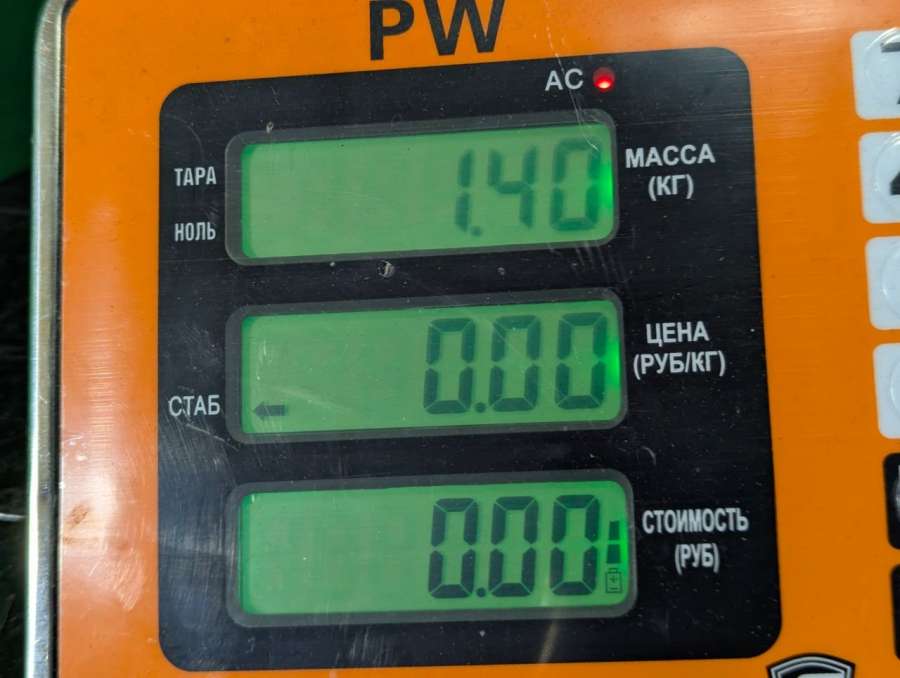 PW
AC
ТАРА
НОЛЬ
1.40
МАССА
(КГ)
СТАБ
0.00
ЦЕНА
(РУБ/КГ)
0.00
СТОИМОСТЬ
(РУБ)